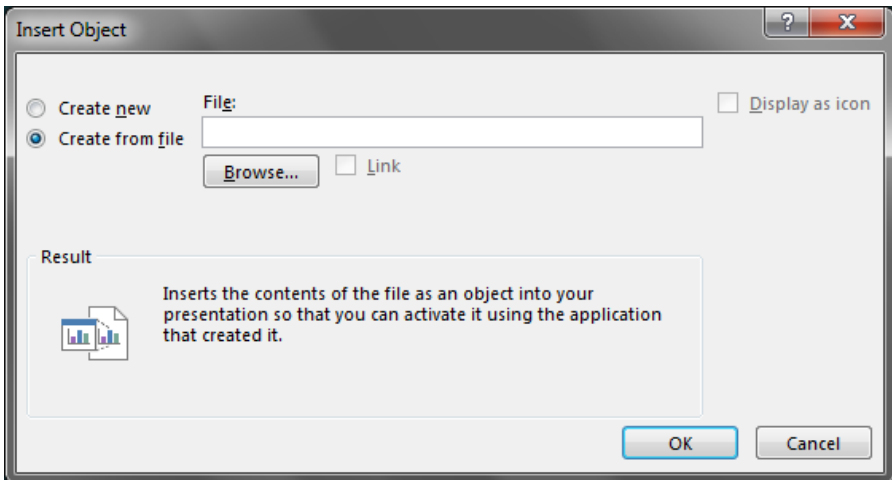 Insert Object
?
Create new
File:
Display as icon
Create from file
Browse...
Link
Result
Inserts the contents of the file as an object into your
presentation so that you can activate it using the application
that created it.
OK
Cancel